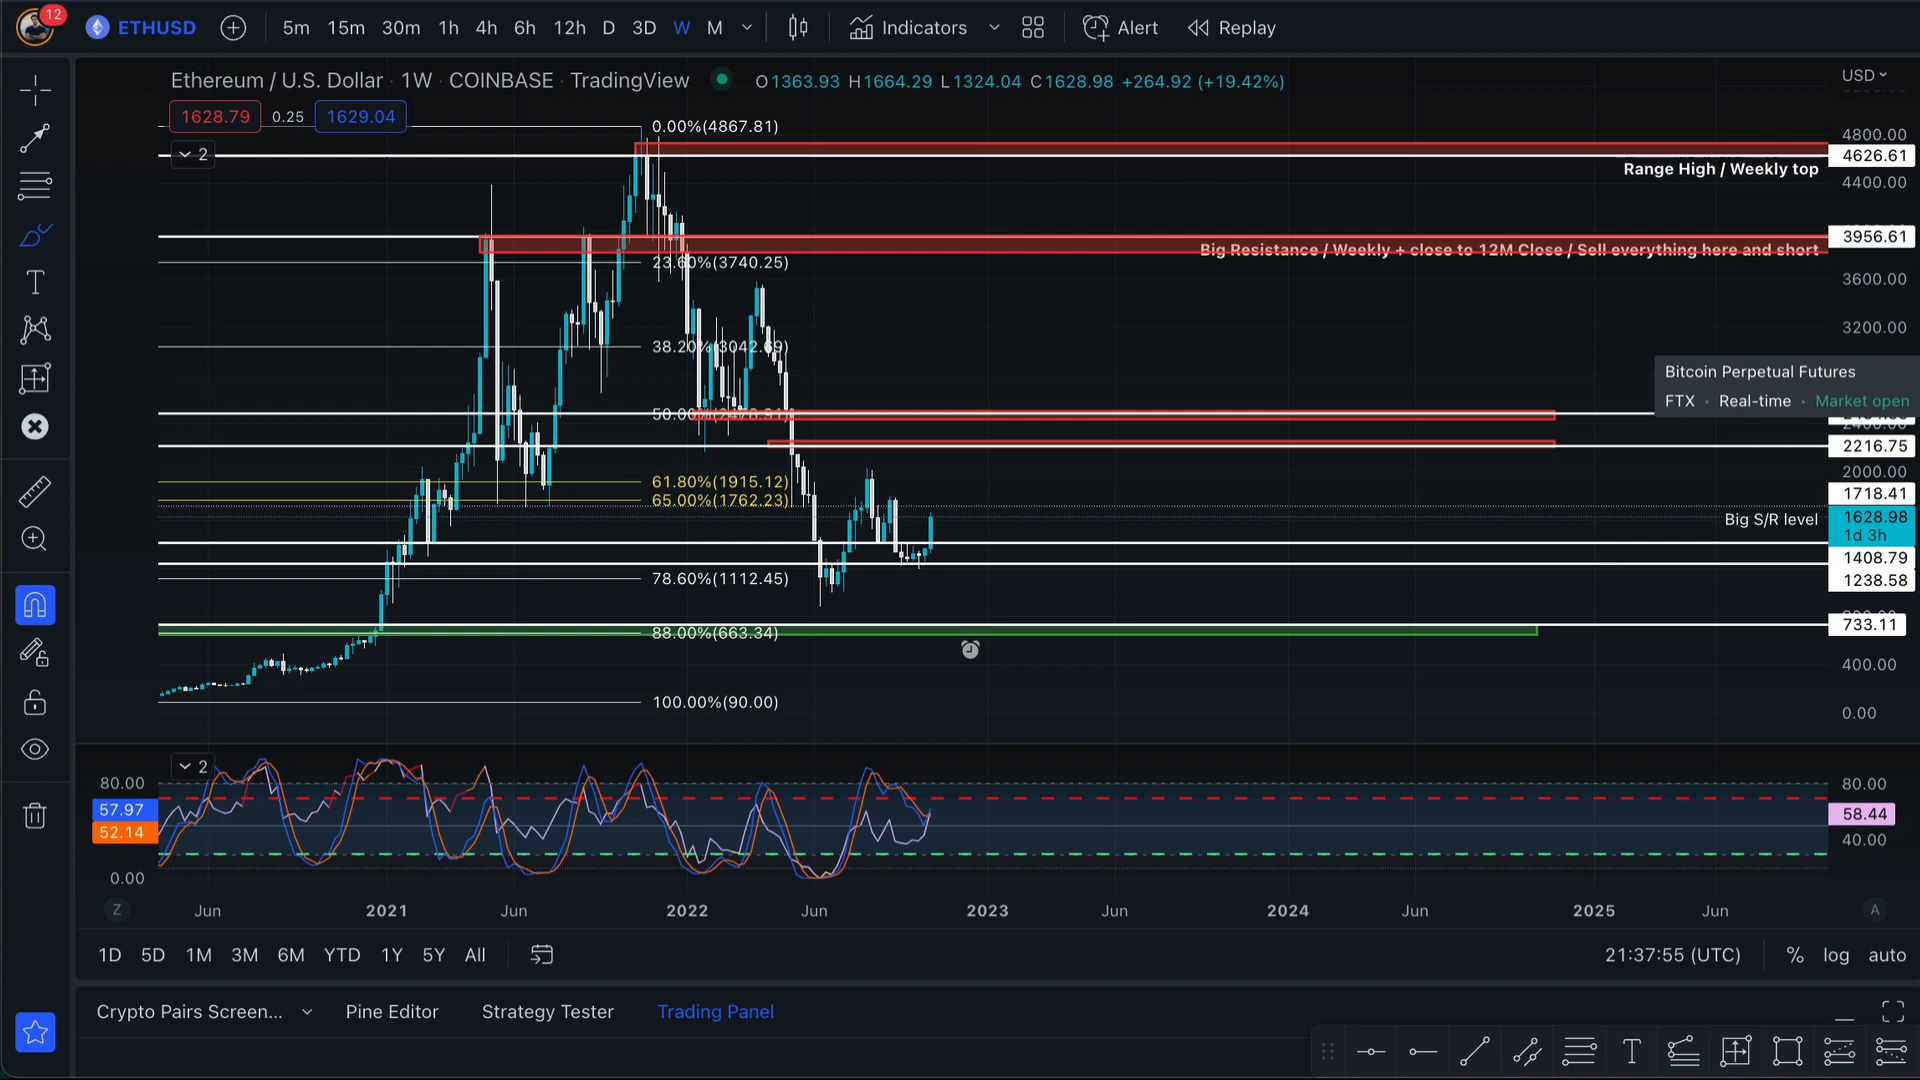 12
ETHUSD
5m 15m 30m 1h 4h 6h 12h D 3D W M
Indicators
Alert
Replay
Ethereum / U.S. Dollar · 1W · COINBASE · TradingView
O1363.93 H1664.29 L1324.04 C1628.98 +264.92 (+19.42%)
USD
1628.79 0.25 1629.04
0.00%(4867.81)
4800.00
2
4626.61
Range High / Weekly top
4400.00
3956.61
Big Resistance / Weekly + close to 12M Close / Sell everything here and short
23.60%(3740.25)
3600.00
3200.00
38.20%(3042.69)
Bitcoin Perpetual Futures
FTX · Real-time · Market open
2400.00
2216.75
2000.00
61.80%(1915.12)
1718.41
65.00%(1762.23)
Big S/R level
1628.98
1d 3h
1408.79
78.60%(1112.45)
1238.58
733.11
88.00%(663.34)
400.00
100.00%(90.00)
0.00
2
80.00
80.00
57.97
58.44
52.14
40.00
0.00
Z
Jun 2021 Jun 2022 Jun 2023 Jun 2024 Jun 2025 Jun
A
1D 5D 1M 3M 6M YTD 1Y 5Y All
21:37:55 (UTC)
% log auto
Crypto Pairs Screen...
Pine Editor
Strategy Tester
Trading Panel
T